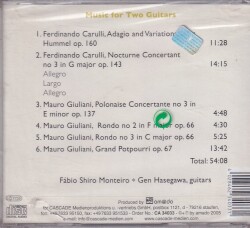 Music for Two Guitars
1. Ferdinando Carulli, Adagio and Variation
Hummel op. 160 11:28
2. Ferdinando Carulli, Nocturne Concertant
no 3 in G major op. 143 14:15
Allegro
Largo
Allegro
3. Mauro Giuliani, Polonaise Concertante no 3 in
E minor op. 137 4:48
4. Mauro Giuliani, Rondo no 2 in F op. 66
5. Mauro Giuliani, Rondo no 3 in C major op. 66 5:25
6. Mauro Giuliani, Grand Potpourri op. 67 13:42
Total: 54:08
Fábio Shiro Monteiro + Gen Hasegawa, guitars
amado